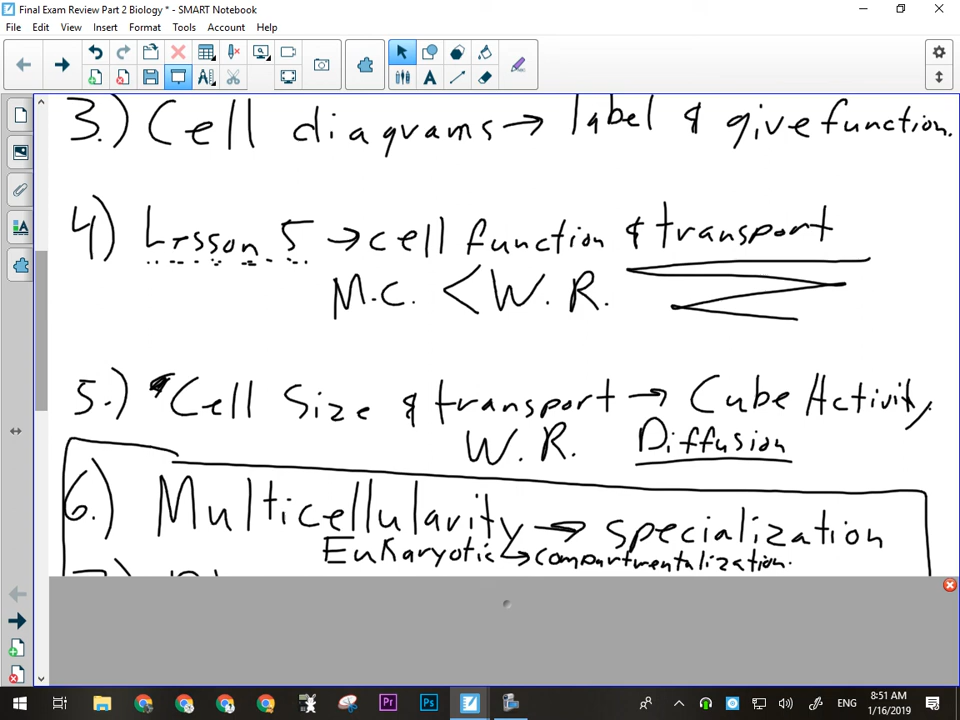 Final Exam Review Part 2 Biology * - SMART Notebook
File Edit View Insert Format Tools Account Help
3.) Cell diagrams → label & give function.
4) Lesson 5 → cell function & transport
M.C. < W. R.
5.) *Cell Size & transport → Cube Activity
W. R. Diffusion
6.) Multicellularity → specialization
Eukaryotic → compartmentalization.
7.)
ENG
8:51 AM
1/16/2019